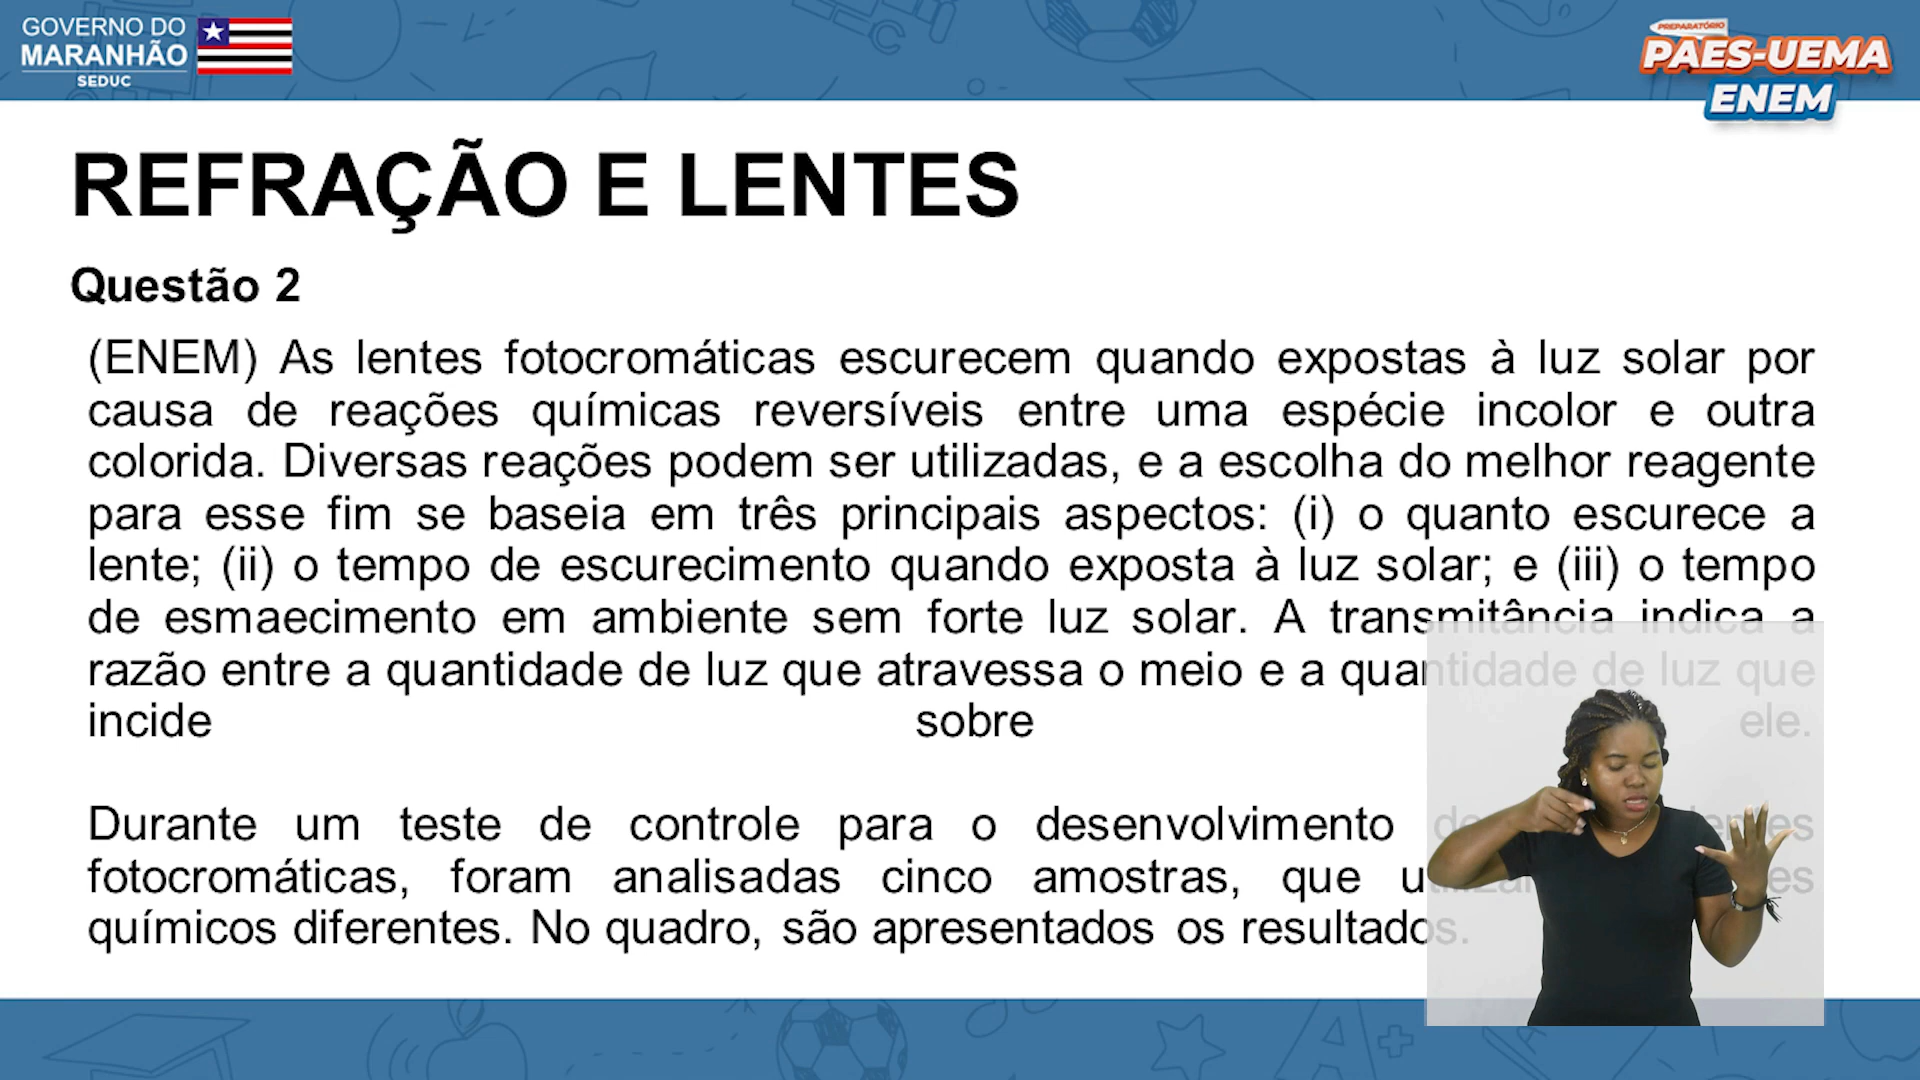 GOVERNO DO
MARANHÃO
SEDUC
PREPARATÓRIO
PAES-UEMA
ENEM
REFRAÇÃO E LENTES
Questão 2
(ENEM) As lentes fotocromáticas escurecem quando expostas à luz solar por
causa de reações químicas reversíveis entre uma espécie incolor e outra
colorida. Diversas reações podem ser utilizadas, e a escolha do melhor reagente
para esse fim se baseia em três principais aspectos: (i) o quanto escurece a
lente; (ii) o tempo de escurecimento quando exposta à luz solar; e (iii) o tempo
de esmaecimento em ambiente sem forte luz solar. A transmitância indica a
razão entre a quantidade de luz que atravessa o meio e a quantidade de luz que
incide sobre ele.
Durante um teste de controle para o desenvolvimento
fotocromáticas, foram analisadas cinco amostras, que
químicos diferentes. No quadro, são apresentados os resultados.